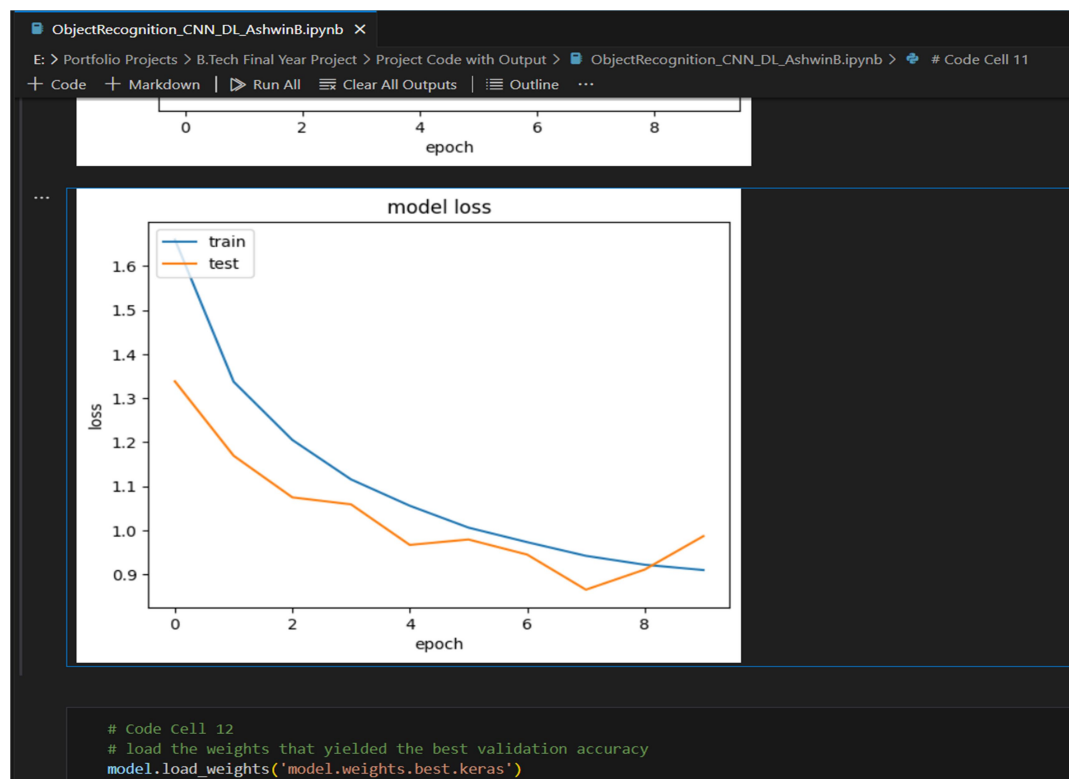 ObjectRecognition_CNN_DL_AshwinB.ipynb
E: > Portfolio Projects > B.Tech Final Year Project > Project Code with Output > ObjectRecognition_CNN_DL_AshwinB.ipynb > # Code Cell 11
+ Code + Markdown | Run All Clear All Outputs | Outline ...
0 2 4 6 8
epoch
...
model loss
train
test
1.6
1.5
1.4
1.3
1.2
1.1
1.0
0.9
loss
0 2 4 6 8
epoch
# Code Cell 12
# load the weights that yielded the best validation accuracy
model.load_weights('model.weights.best.keras')